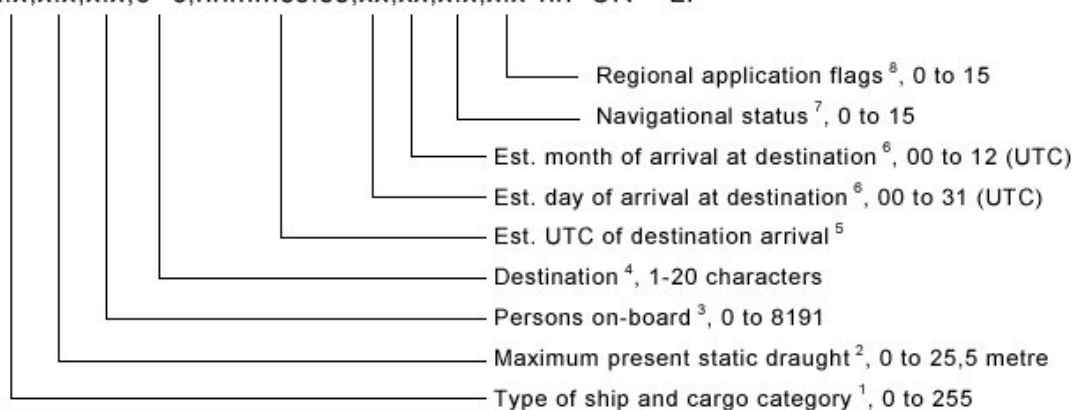 Regional application flags ⁸, 0 to 15
Navigational status ⁷, 0 to 15
Est. month of arrival at destination ⁶, 00 to 12 (UTC)
Est. day of arrival at destination ⁶, 00 to 31 (UTC)
Est. UTC of destination arrival ⁵
Destination ⁴, 1-20 characters
Persons on-board ³, 0 to 8191
Maximum present static draught ², 0 to 25,5 metre
Type of ship and cargo category ¹, 0 to 255